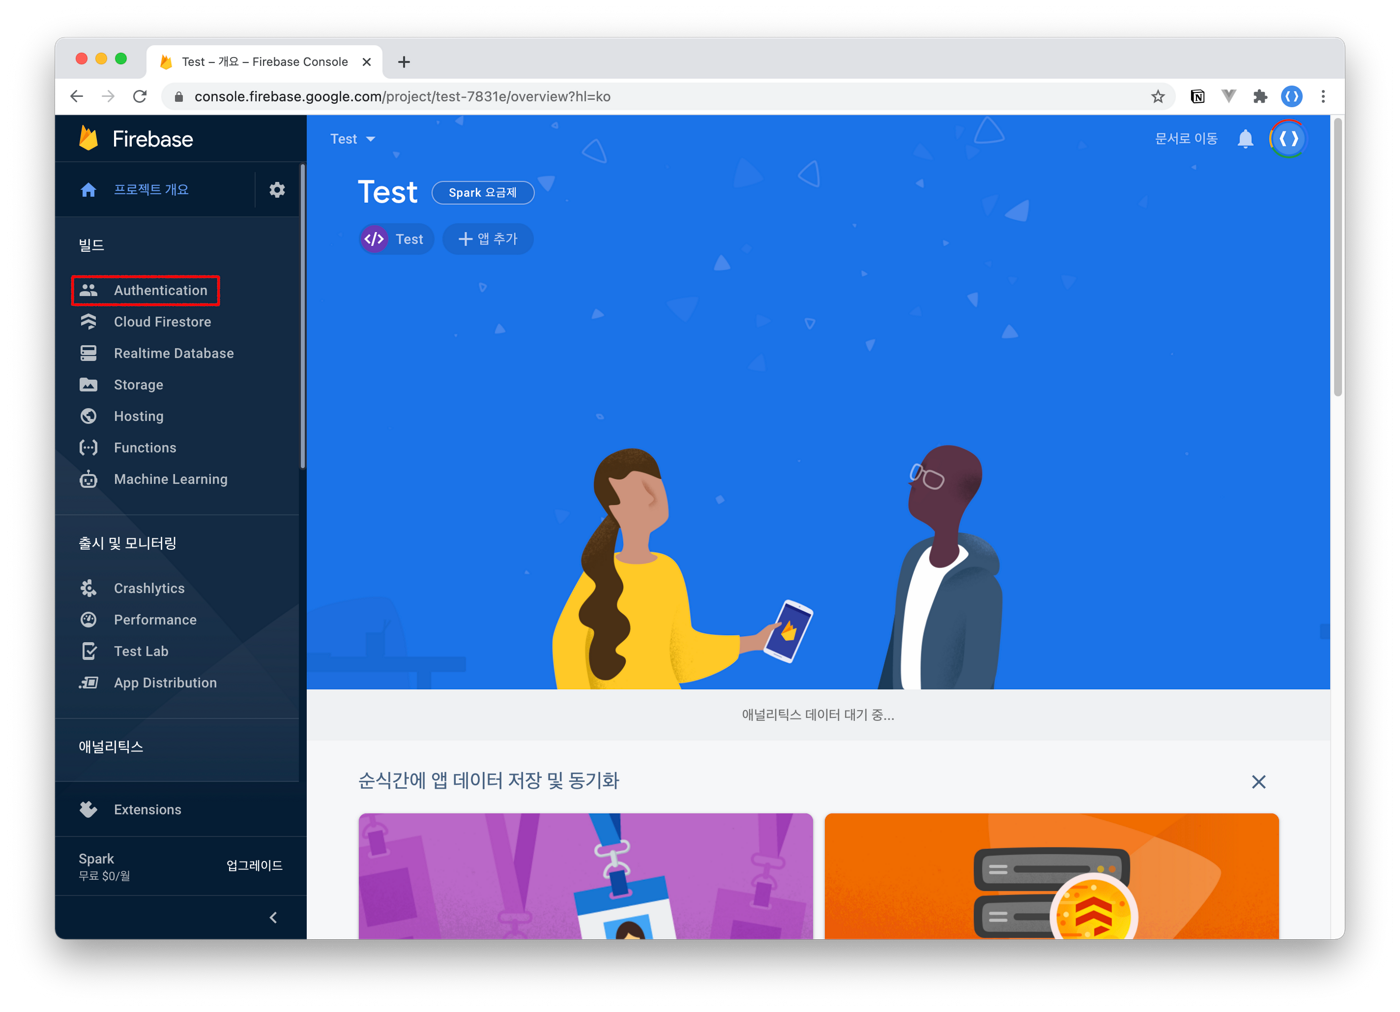 Test – 개요 – Firebase Console
console.firebase.google.com/project/test-7831e/overview?hl=ko
Firebase
Test
문서로 이동
프로젝트 개요
Test
Spark 요금제
Test
앱 추가
빌드
Authentication
Cloud Firestore
Realtime Database
Storage
Hosting
Functions
Machine Learning
출시 및 모니터링
Crashlytics
Performance
Test Lab
App Distribution
애널리틱스
Extensions
Spark
무료 $0/월
업그레이드
애널리틱스 데이터 대기 중...
순식간에 앱 데이터 저장 및 동기화